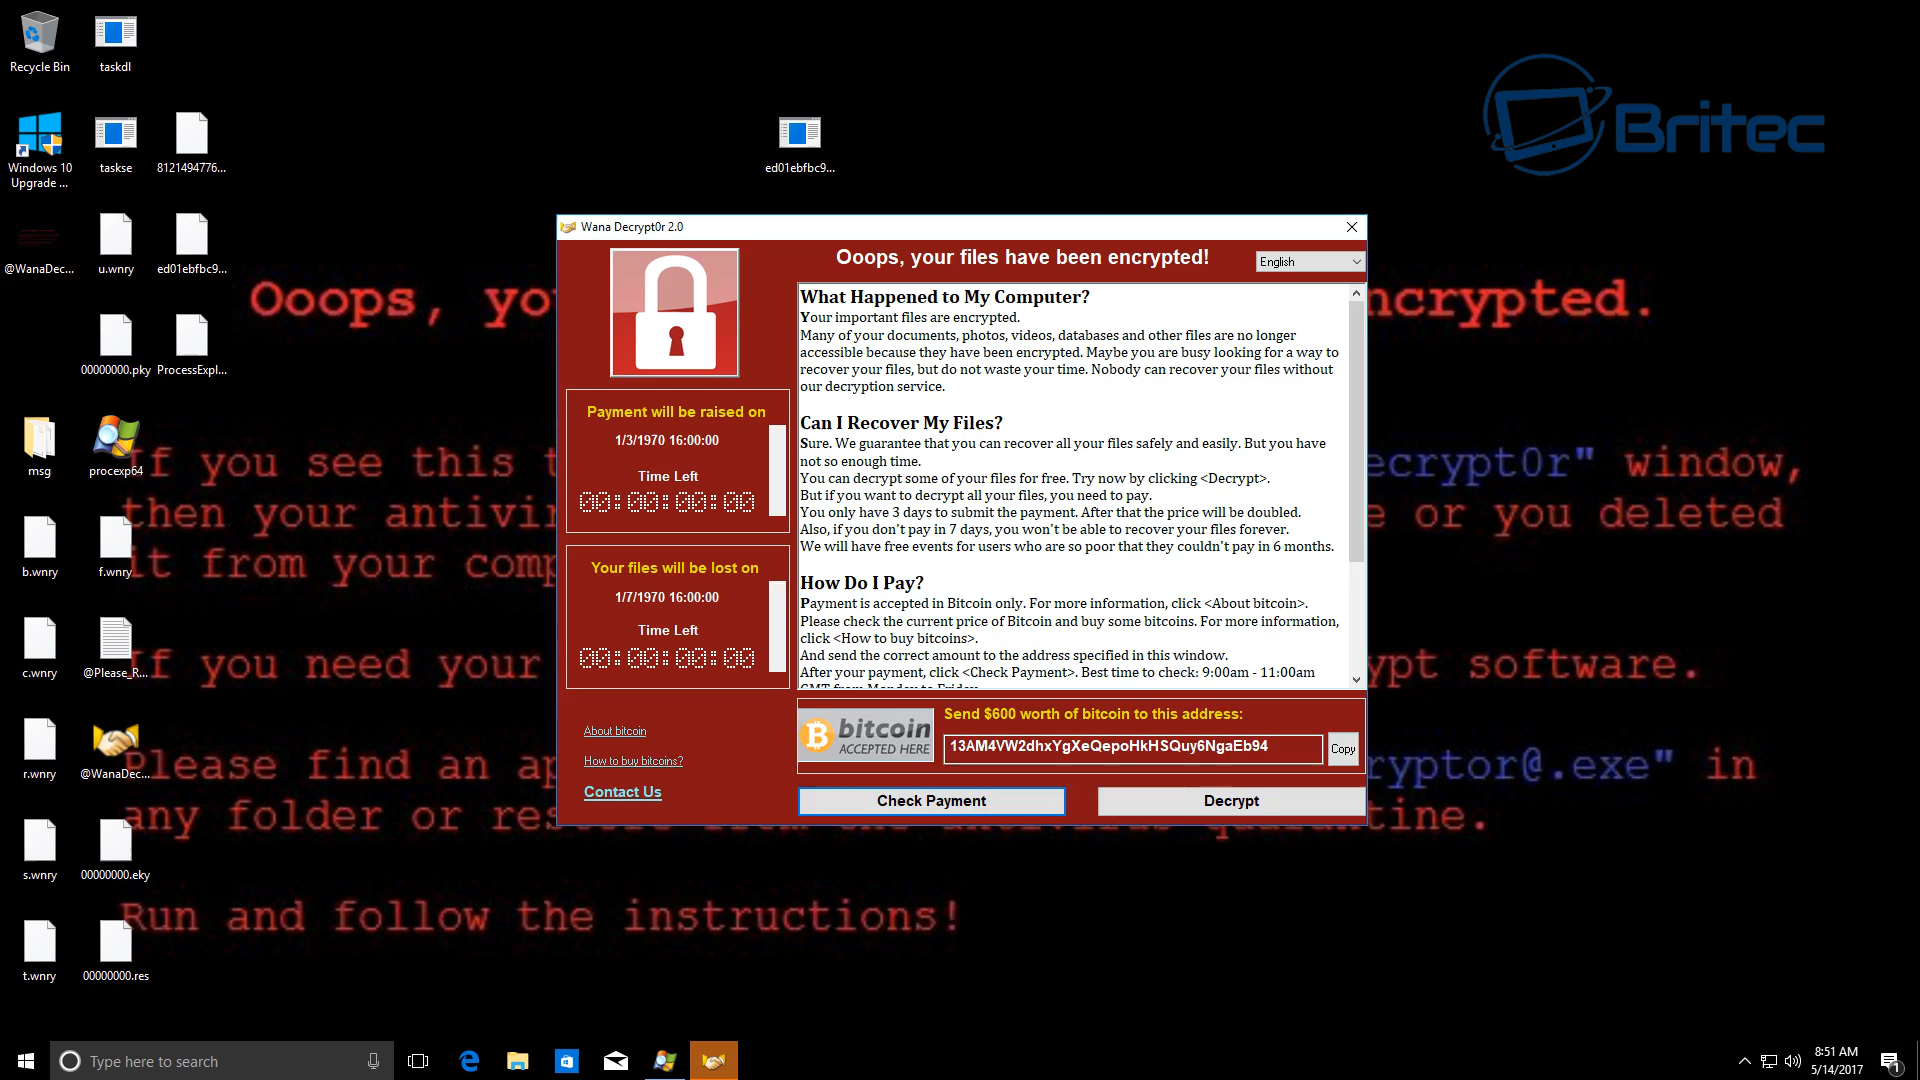 Recycle Bin
taskdl
Windows 10
Upgrade ...
taskse
8121494776...
ed01ebfbc9...
Britec
@WanaDec...
u.wnry
ed01ebfbc9...
00000000.pky
ProcessExpl...
msg
procexp64
b.wnry
f.wnry
c.wnry
@Please_R...
r.wnry
@WanaDec...
s.wnry
00000000.eky
t.wnry
00000000.res
Ooops, yo
ncrypted.
If you see this t
ecrypt0r" window,
then your antivi
e or you deleted
it from your comp
If you need your
ypt software.
Please find an ap
ryptor@.exe" in
any folder or res
tine.
Run and follow the instructions!
Wana Decrypt0r 2.0
Ooops, your files have been encrypted!
English
Payment will be raised on
1/3/1970 16:00:00
Time Left
00:00:00:00
Your files will be lost on
1/7/1970 16:00:00
Time Left
00:00:00:00
About bitcoin
How to buy bitcoins?
Contact Us
What Happened to My Computer?
Your important files are encrypted.
Many of your documents, photos, videos, databases and other files are no longer
accessible because they have been encrypted. Maybe you are busy looking for a way to
recover your files, but do not waste your time. Nobody can recover your files without
our decryption service.
Can I Recover My Files?
Sure. We guarantee that you can recover all your files safely and easily. But you have
not so enough time.
You can decrypt some of your files for free. Try now by clicking <Decrypt>.
But if you want to decrypt all your files, you need to pay.
You only have 3 days to submit the payment. After that the price will be doubled.
Also, if you don't pay in 7 days, you won't be able to recover your files forever.
We will have free events for users who are so poor that they couldn't pay in 6 months.
How Do I Pay?
Payment is accepted in Bitcoin only. For more information, click <About bitcoin>.
Please check the current price of Bitcoin and buy some bitcoins. For more information,
click <How to buy bitcoins>.
And send the correct amount to the address specified in this window.
After your payment, click <Check Payment>. Best time to check: 9:00am - 11:00am
GMT from Monday to Friday
bitcoin
ACCEPTED HERE
Send $600 worth of bitcoin to this address:
13AM4VW2dhxYgXeQepoHkHSQuy6NgaEb94
Copy
Check Payment
Decrypt
Type here to search
8:51 AM
5/14/2017
1